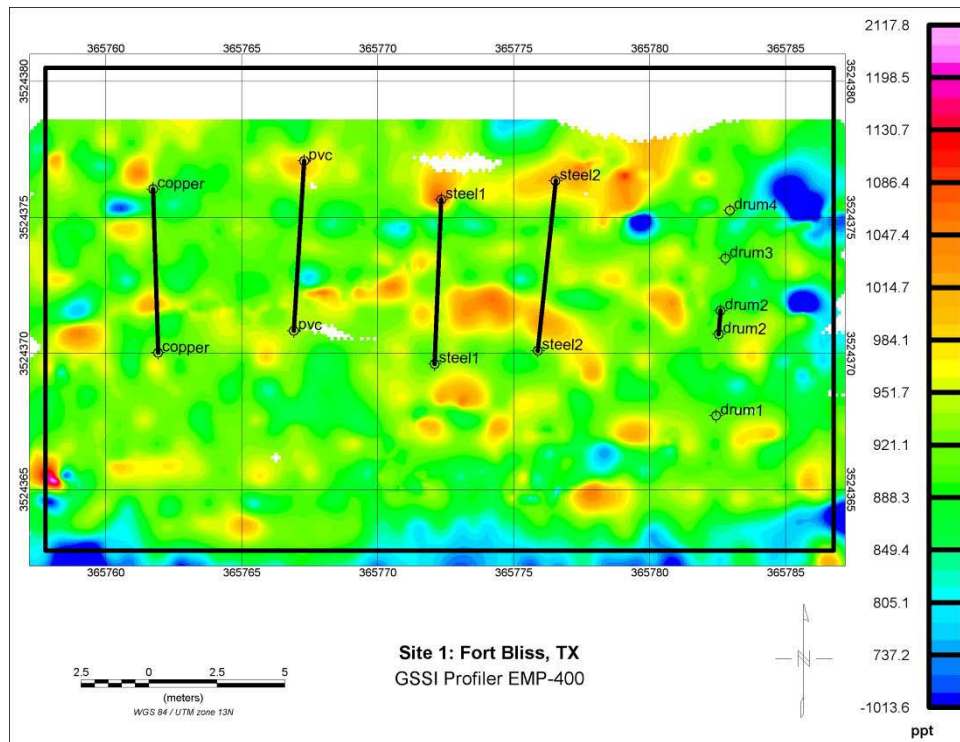 365760 365765 365770 365775 365780 365785
3524380 3524380
pvc
copper
steel2
steel1
drum4
3524375 3524375
drum3
drum2
pvc
drum2
copper
steel2
3524370 3524370
steel1
drum1
3524365 3524365
365760 365765 365770 365775 365780 365785
2117.8
1198.5
1130.7
1086.4
1047.4
1014.7
984.1
951.7
921.1
888.3
849.4
805.1
737.2
-1013.6
ppt
Site 1: Fort Bliss, TX
GSSI Profiler EMP-400
2.5 0 2.5 5
(meters)
WGS 84 / UTM zone 13N
N